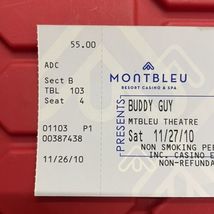 55.00
ADC
Sect B
TBL 103
Seat 4
01103 P1
00387438
11/26/10
MONTBLEU
RESORT CASINO & SPA
PRESENTS
BUDDY GUY
MTBLEU THEATRE
Sat 11/27/10
NON SMOKING PE
INC. CASINO E
NON-REFUNDA